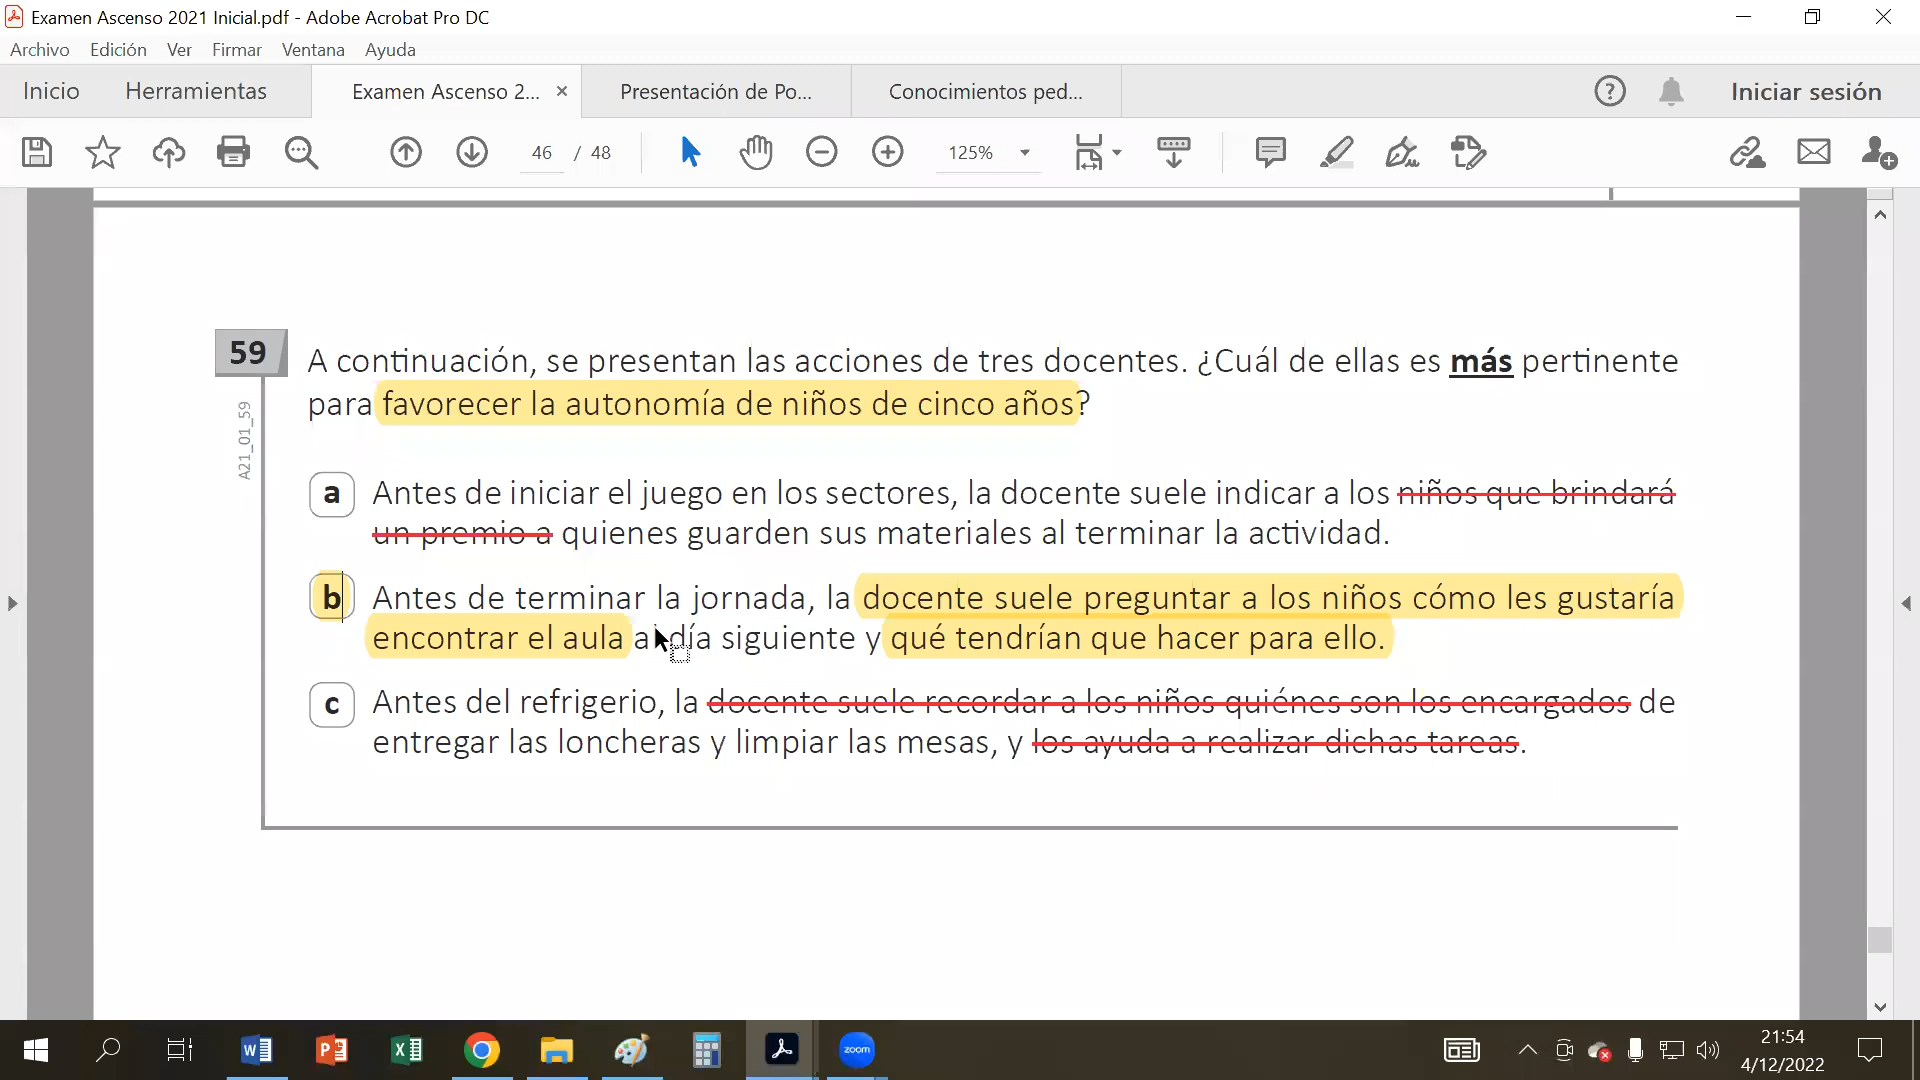 Examen Ascenso 2021 Inicial.pdf - Adobe Acrobat Pro DC
Archivo Edición Ver Firmar Ventana Ayuda
Inicio Herramientas Examen Ascenso 2... × Presentación de Po... Conocimientos ped... Iniciar sesión
46 / 48 125%
59
A21_01_59
A continuación, se presentan las acciones de tres docentes. ¿Cuál de ellas es más pertinente
para favorecer la autonomía de niños de cinco años?
a Antes de iniciar el juego en los sectores, la docente suele indicar a los niños que brindará
un premio a quienes guarden sus materiales al terminar la actividad.
b Antes de terminar la jornada, la docente suele preguntar a los niños cómo les gustaría
encontrar el aula al día siguiente y qué tendrían que hacer para ello.
c Antes del refrigerio, la docente suele recordar a los niños quiénes son los encargados de
entregar las loncheras y limpiar las mesas, y los ayuda a realizar dichas tareas.
zoom
21:54
4/12/2022